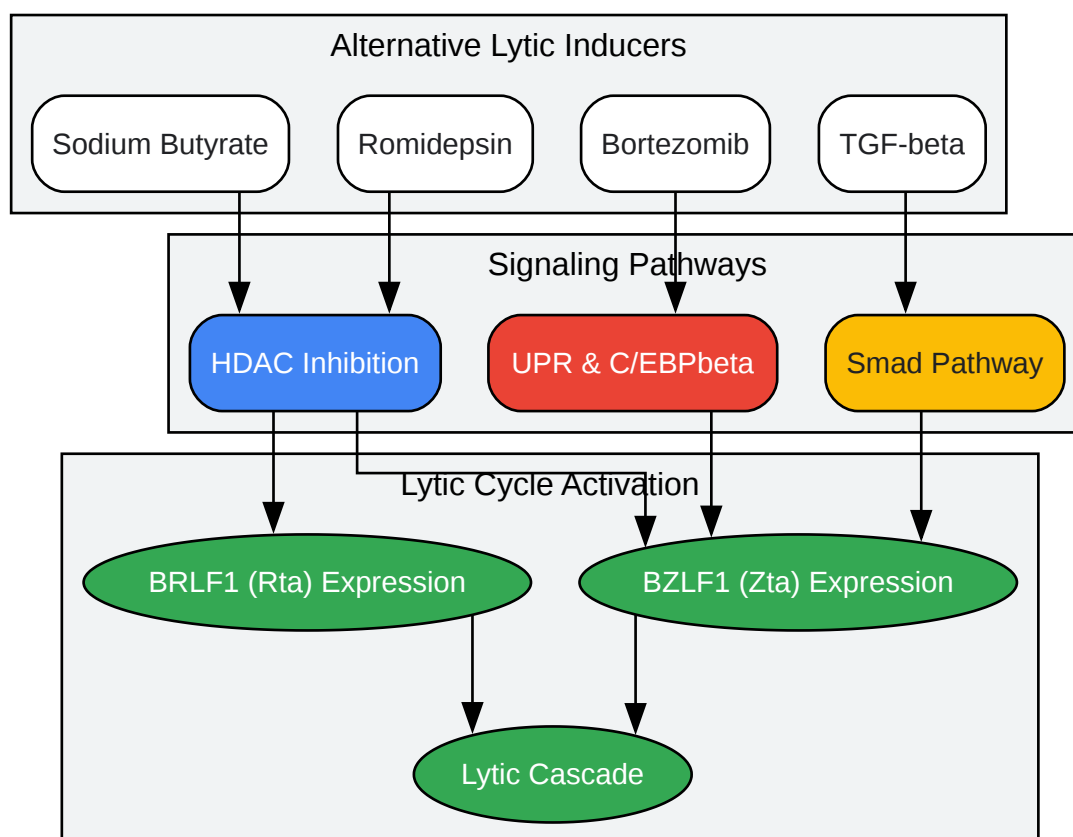 Alternative Lytic Inducers
Sodium Butyrate
Romidepsin
Bortezomib
TGF-beta
Signaling Pathways
HDAC Inhibition
UPR & C/EBPbeta
Smad Pathway
Lytic Cycle Activation
BRLF1 (Rta) Expression
BZLF1 (Zta) Expression
Lytic Cascade